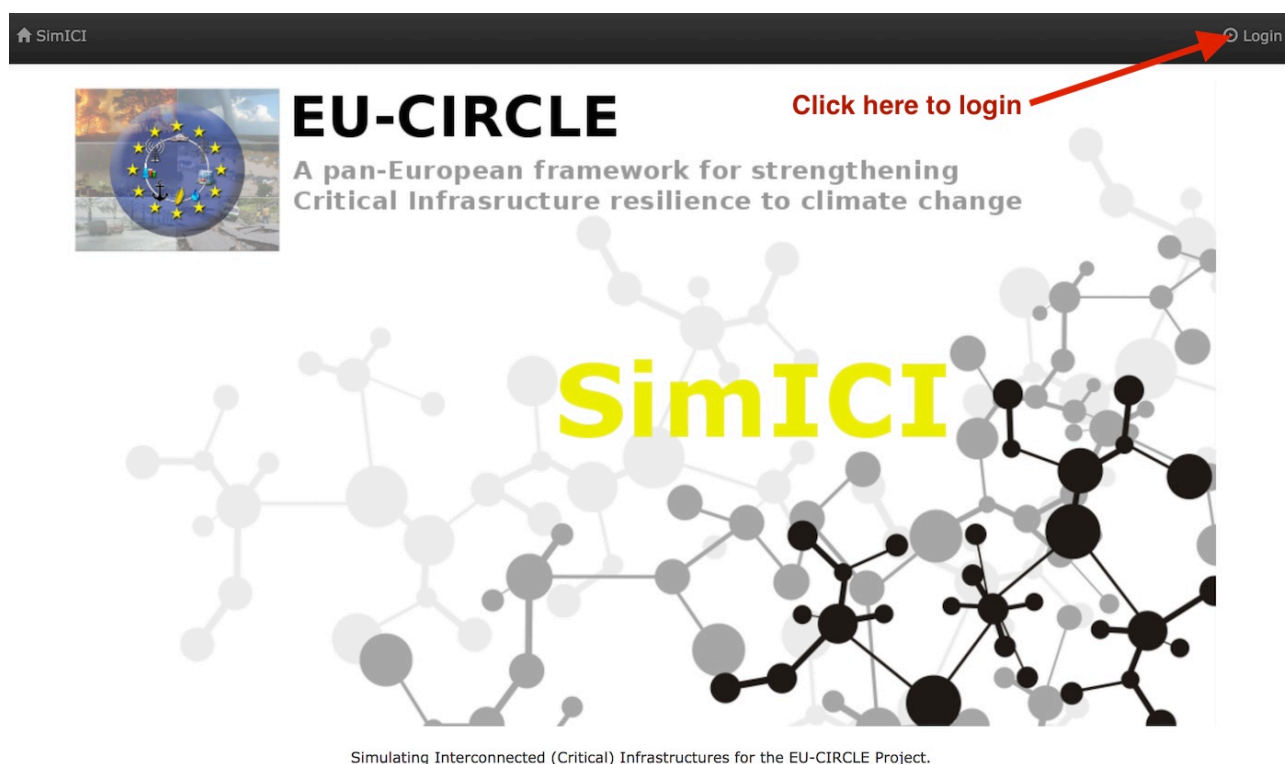 SimICI
Login
EU-CIRCLE
Click here to login
A pan-European framework for strengthening
Critical Infrasructure resilience to climate change
SimICI
Simulating Interconnected (Critical) Infrastructures for the EU-CIRCLE Project.